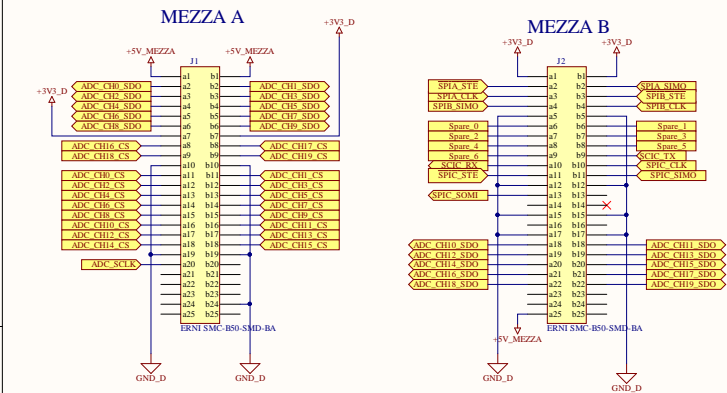 MEZZA A
MEZZA B
+3V3_D
+5V_MEZZA
+5V_MEZZA
J1
+3V3_D
ADC_CH0_SDO a2 b2 ADC_CH1_SDO
ADC_CH2_SDO a3 b3 ADC_CH3_SDO
ADC_CH4_SDO a4 b4 ADC_CH5_SDO
ADC_CH6_SDO a5 b5 ADC_CH7_SDO
ADC_CH8_SDO a6 b6 ADC_CH9_SDO
a1 b1
a7 b7
ADC_CH16_CS a8 b8 ADC_CH17_CS
ADC_CH18_CS a9 b9 ADC_CH19_CS
a10 b10
ADC_CH0_CS a11 b11 ADC_CH1_CS
ADC_CH2_CS a12 b12 ADC_CH3_CS
ADC_CH4_CS a13 b13 ADC_CH5_CS
ADC_CH6_CS a14 b14 ADC_CH7_CS
ADC_CH8_CS a15 b15 ADC_CH9_CS
ADC_CH10_CS a16 b16 ADC_CH11_CS
ADC_CH12_CS a17 b17 ADC_CH13_CS
ADC_CH14_CS a18 b18 ADC_CH15_CS
a19 b19
ADC_SCLK a20 b20
a21 b21
a22 b22
a23 b23
a24 b24
a25 b25
ERNI SMC-B50-SMD-BA
GND_D
GND_D
+3V3_D
+3V3_D
J2
a1 b1
SPIA_STE a2 b2 SPIA_SIMO
SPIA_CLK a3 b3 SPIB_STE
SPIB_SIMO a4 b4 SPIB_CLK
a5 b5
Spare_0 a6 b6 Spare_1
Spare_2 a7 b7 Spare_3
Spare_4 a8 b8 Spare_5
Spare_6 a9 b9 SCIC_TX
SCIC_RX a10 b10 SPIC_CLK
SPIC_STE a11 b11 SPIC_SIMO
a12 b12
SPIC_SOMI a13 b13
a14 b14
a15 b15
a16 b16
a17 b17
ADC_CH10_SDO a18 b18 ADC_CH11_SDO
ADC_CH12_SDO a19 b19 ADC_CH13_SDO
ADC_CH14_SDO a20 b20 ADC_CH15_SDO
ADC_CH16_SDO a21 b21 ADC_CH17_SDO
ADC_CH18_SDO a22 b22 ADC_CH19_SDO
a23 b23
a24 b24
a25 b25
ERNI SMC-B50-SMD-BA
+5V_MEZZA
GND_D
GND_D